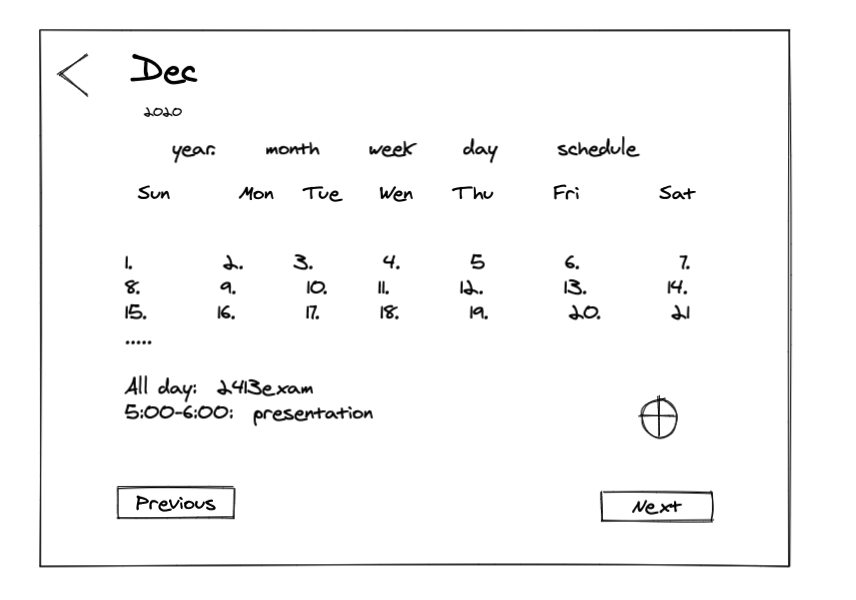 Dec
2020
year. month week day schedule
Sun Mon Tue Wen Thu Fri Sat
1. 2. 3. 4. 5 6. 7.
8. 9. 10. 11. 12. 13. 14.
15. 16. 17. 18. 19. 20. 21
.....
All day: 2413exam
5:00-6:00: presentation
Previous Next